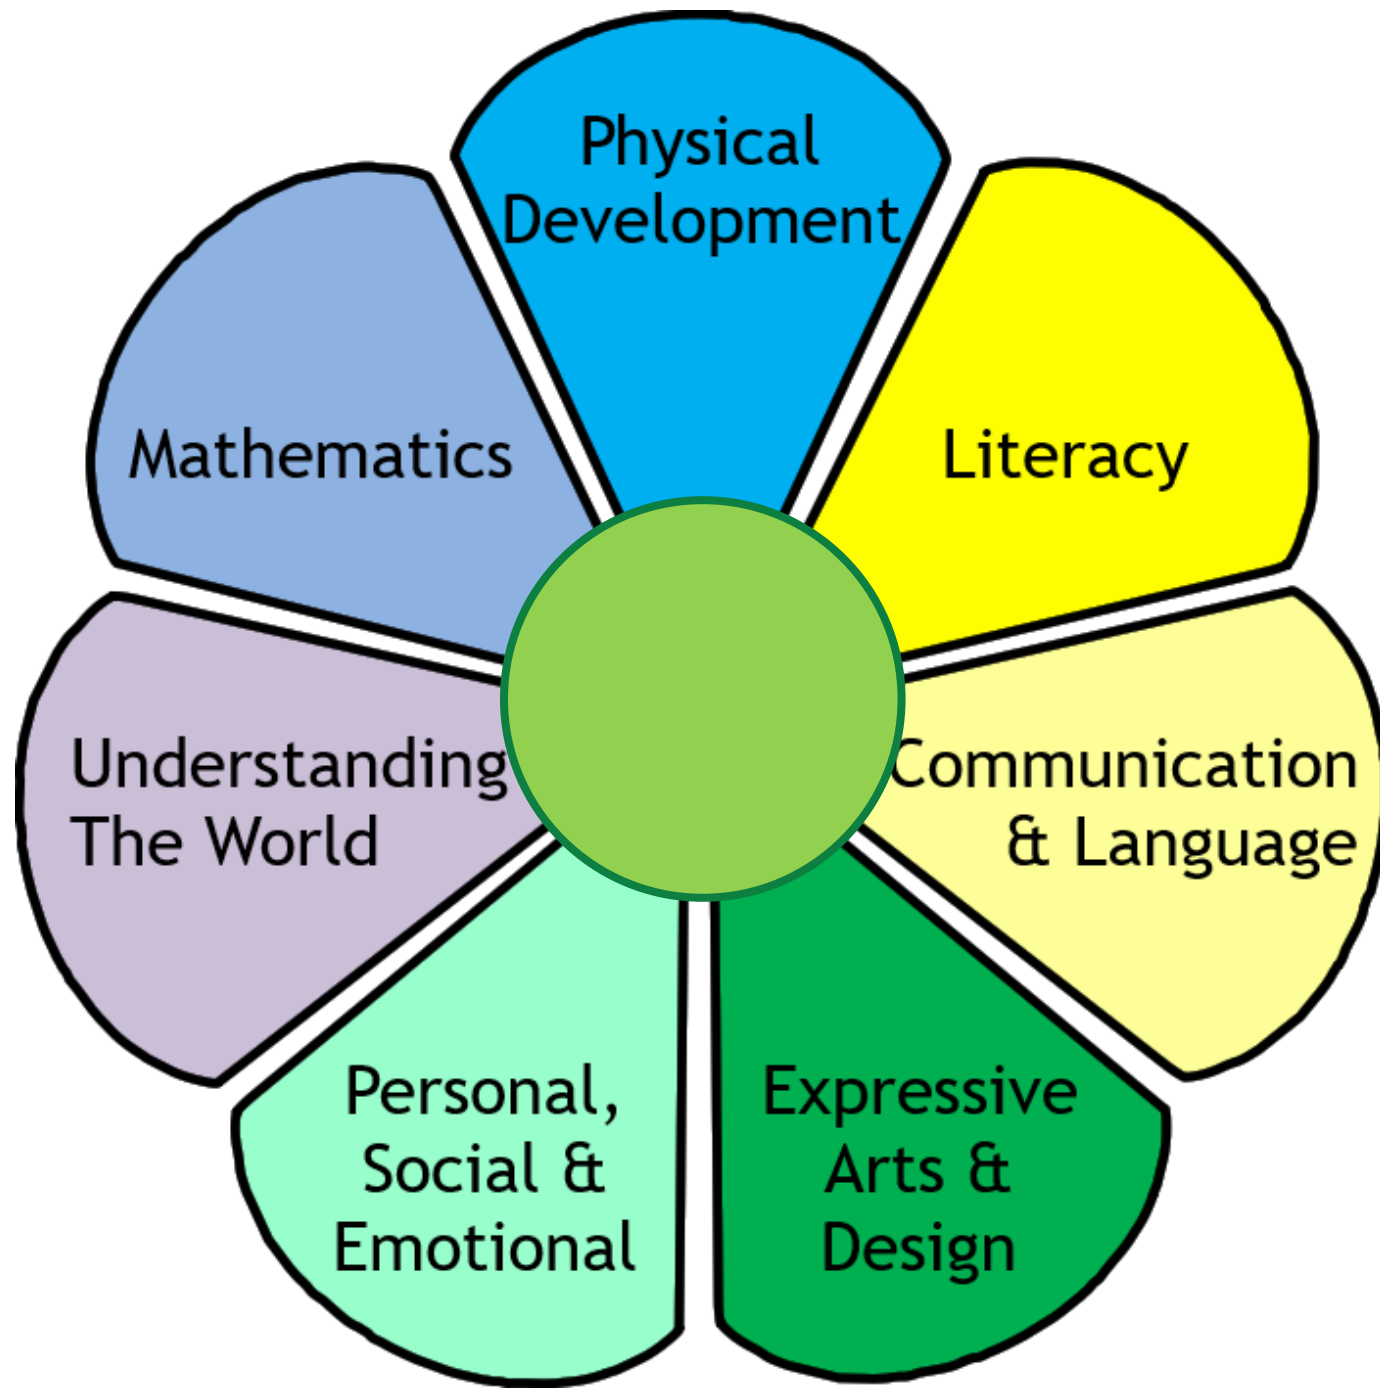 Physical
Development
Literacy
Communication
& Language
Expressive
Arts &
Design
Personal,
Social &
Emotional
Understanding
The World
Mathematics